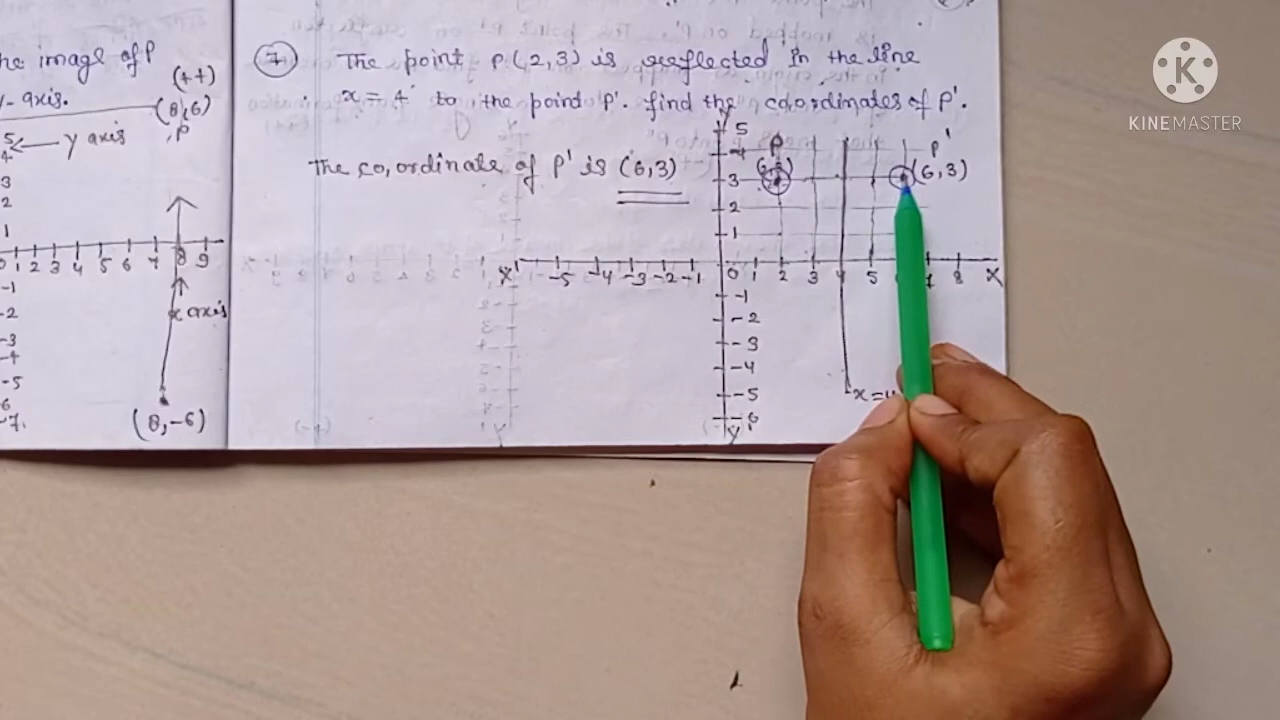 he image of P
- axis.
(++)
(8,6)
P
5
4
3
2
1
y axis
0 1 2 3 4 5 6 7 8 9
-1
-2
-3
-4
-5
6
-7.
x axis
(8,-6)
7 The point P(2,3) is reflected in the line
x = 4 to the point P'. find the coordinates of P'.
The co,ordinate of P' is (6,3)
y
5
4
3
2
1
P
P'
(6,3)
x' -5 -4 -3 -2 -1 0 1 2 3 4 5 7 8 x
-1
-2
-3
-4
-5
-6
y'
x =
K
KINEMASTER